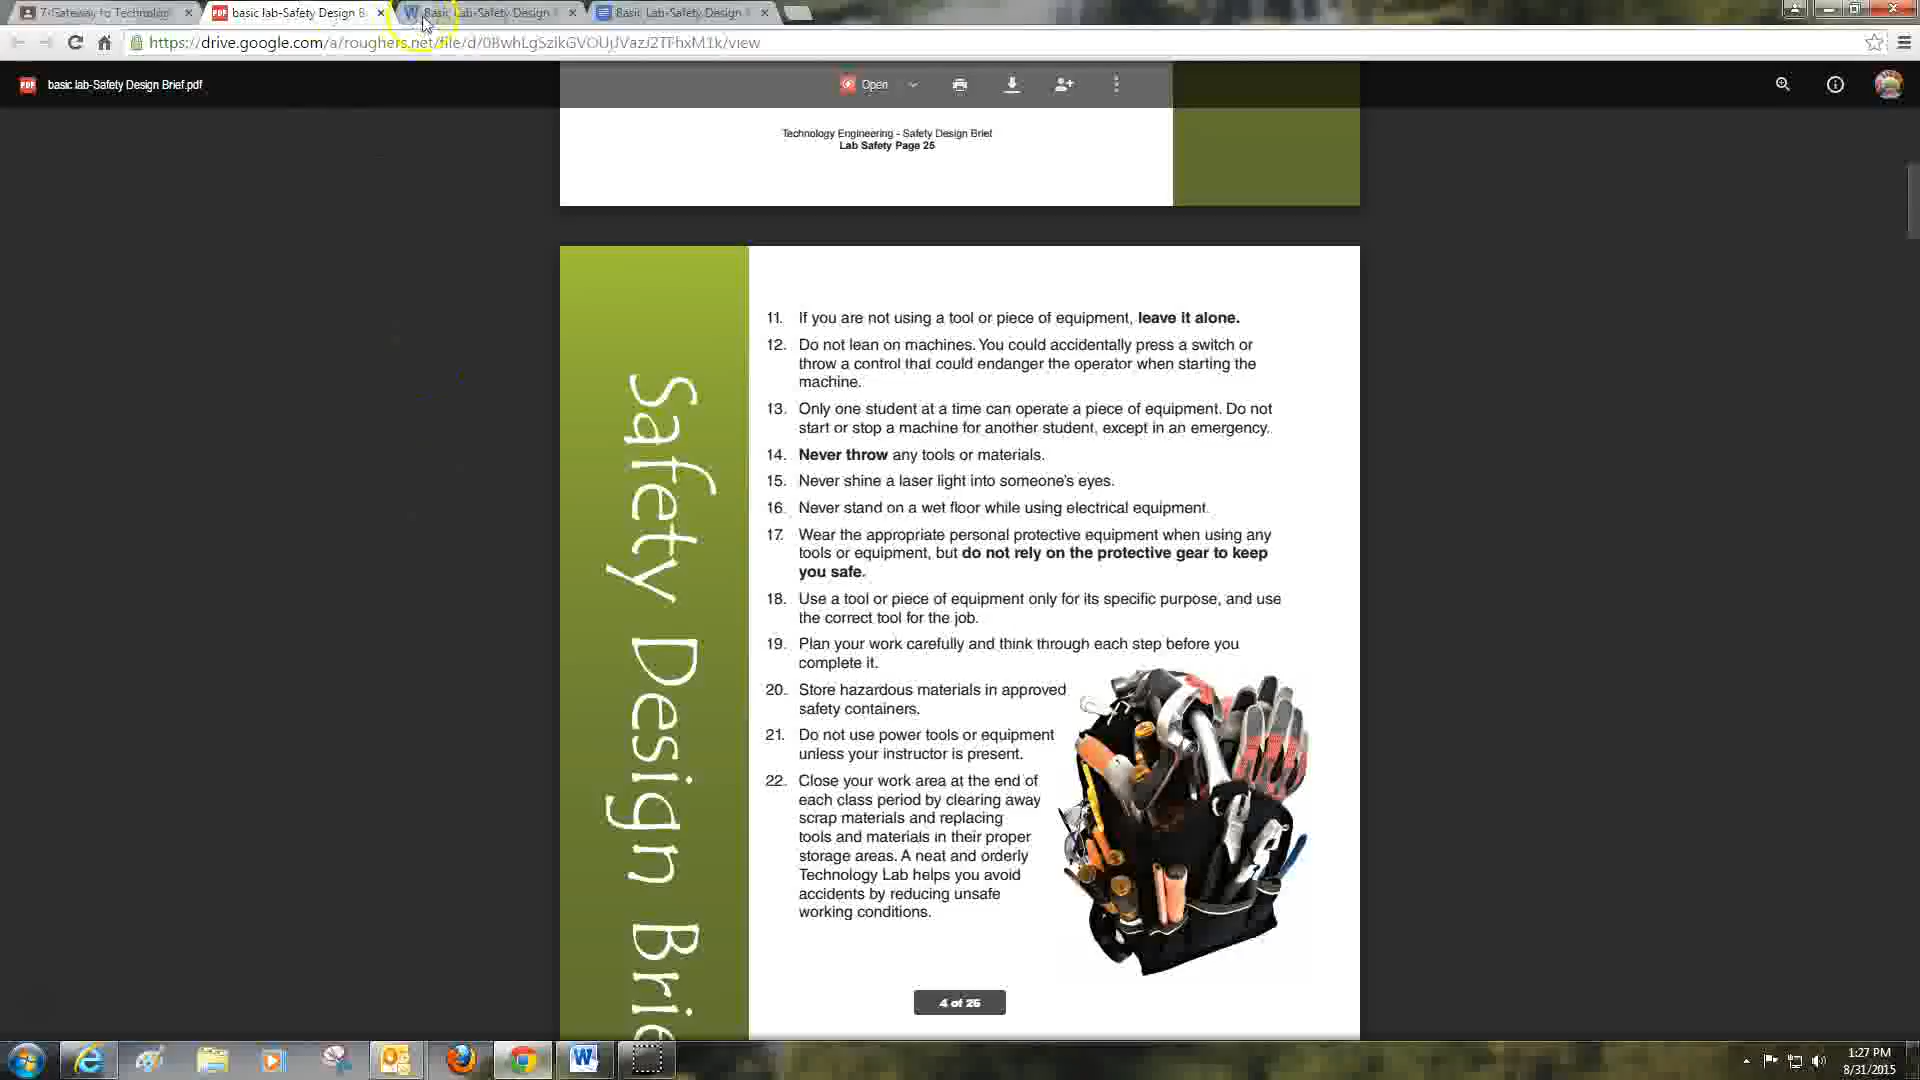 7-Gateway to Technolog
basic lab-Safety Design B
Basic Lab-Safety Design
Basic Lab-Safety Design
basic lab-Safety Design Brief.pdf
Open
Technology Engineering - Safety Design Brief
Lab Safety Page 25
Safety Design Brie
11. If you are not using a tool or piece of equipment, leave it alone.
12. Do not lean on machines. You could accidentally press a switch or
throw a control that could endanger the operator when starting the
machine.
13. Only one student at a time can operate a piece of equipment. Do not
start or stop a machine for another student, except in an emergency.
14. Never throw any tools or materials.
15. Never shine a laser light into someone's eyes.
16. Never stand on a wet floor while using electrical equipment.
17. Wear the appropriate personal protective equipment when using any
tools or equipment, but do not rely on the protective gear to keep
you safe.
18. Use a tool or piece of equipment only for its specific purpose, and use
the correct tool for the job.
19. Plan your work carefully and think through each step before you
complete it.
20. Store hazardous materials in approved
safety containers.
21. Do not use power tools or equipment
unless your instructor is present.
22. Close your work area at the end of
each class period by clearing away
scrap materials and replacing
tools and materials in their proper
storage areas. A neat and orderly
Technology Lab helps you avoid
accidents by reducing unsafe
working conditions.
4 of 26
1:27 PM
8/31/2015